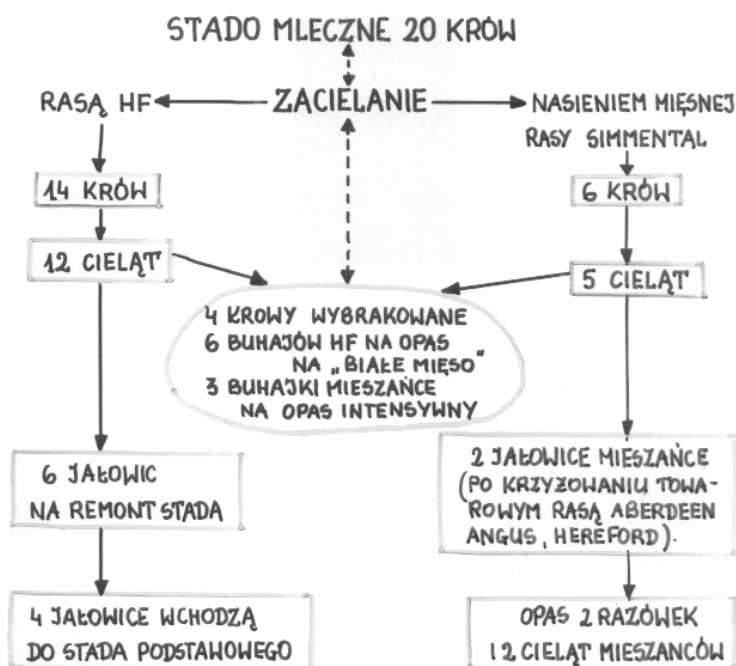 STADO MLECZNE 20 KRÓW
RASĄ HF
ZACIELANIE
NASIENIEM MIĘSNEJ
RASY SIMMENTAL
14 KRÓW
6 KRÓW
12 CIELĄT
5 CIELĄT
4 KROWY WYBRAKOWANE
6 BUHAJÓW HF NA OPAS
NA „BIAŁE MIĘSO"
3 BUHAJKI MIESZAŃCE
NA OPAS INTENSYWNY
6 JAŁOWIC
NA REMONT STADA
2 JAŁOWICE MIESZAŃCE
(PO KRZYŻOWANIU TOWA-
ROWYM RASĄ ABERDEEN
ANGUS, HEREFORD).
4 JAŁOWICE WCHODZĄ
DO STADA PODSTAWOWEGO
OPAS 2 RAZÓWEK
12 CIELĄT MIESZAŃCÓW